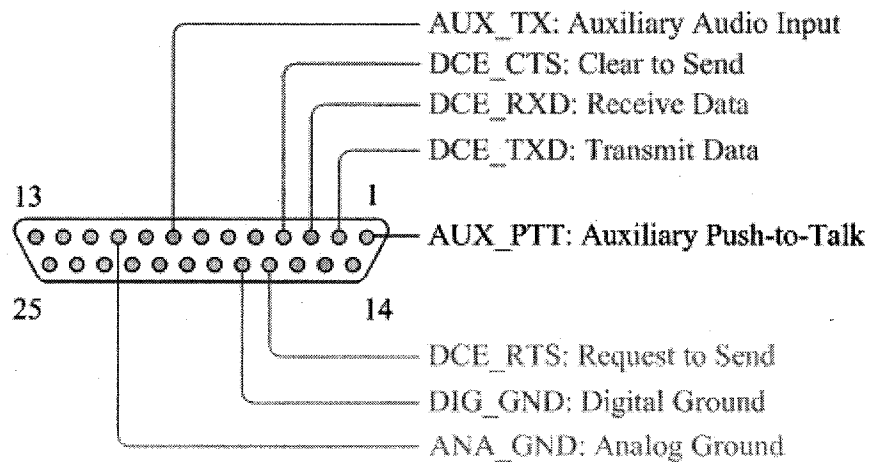 AUX_TX: Auxiliary Audio Input
DCE_CTS: Clear to Send
DCE_RXD: Receive Data
DCE_TXD: Transmit Data
13 1
AUX_PTT: Auxiliary Push-to-Talk
25 14
DCE_RTS: Request to Send
DIG_GND: Digital Ground
ANA_GND: Analog Ground